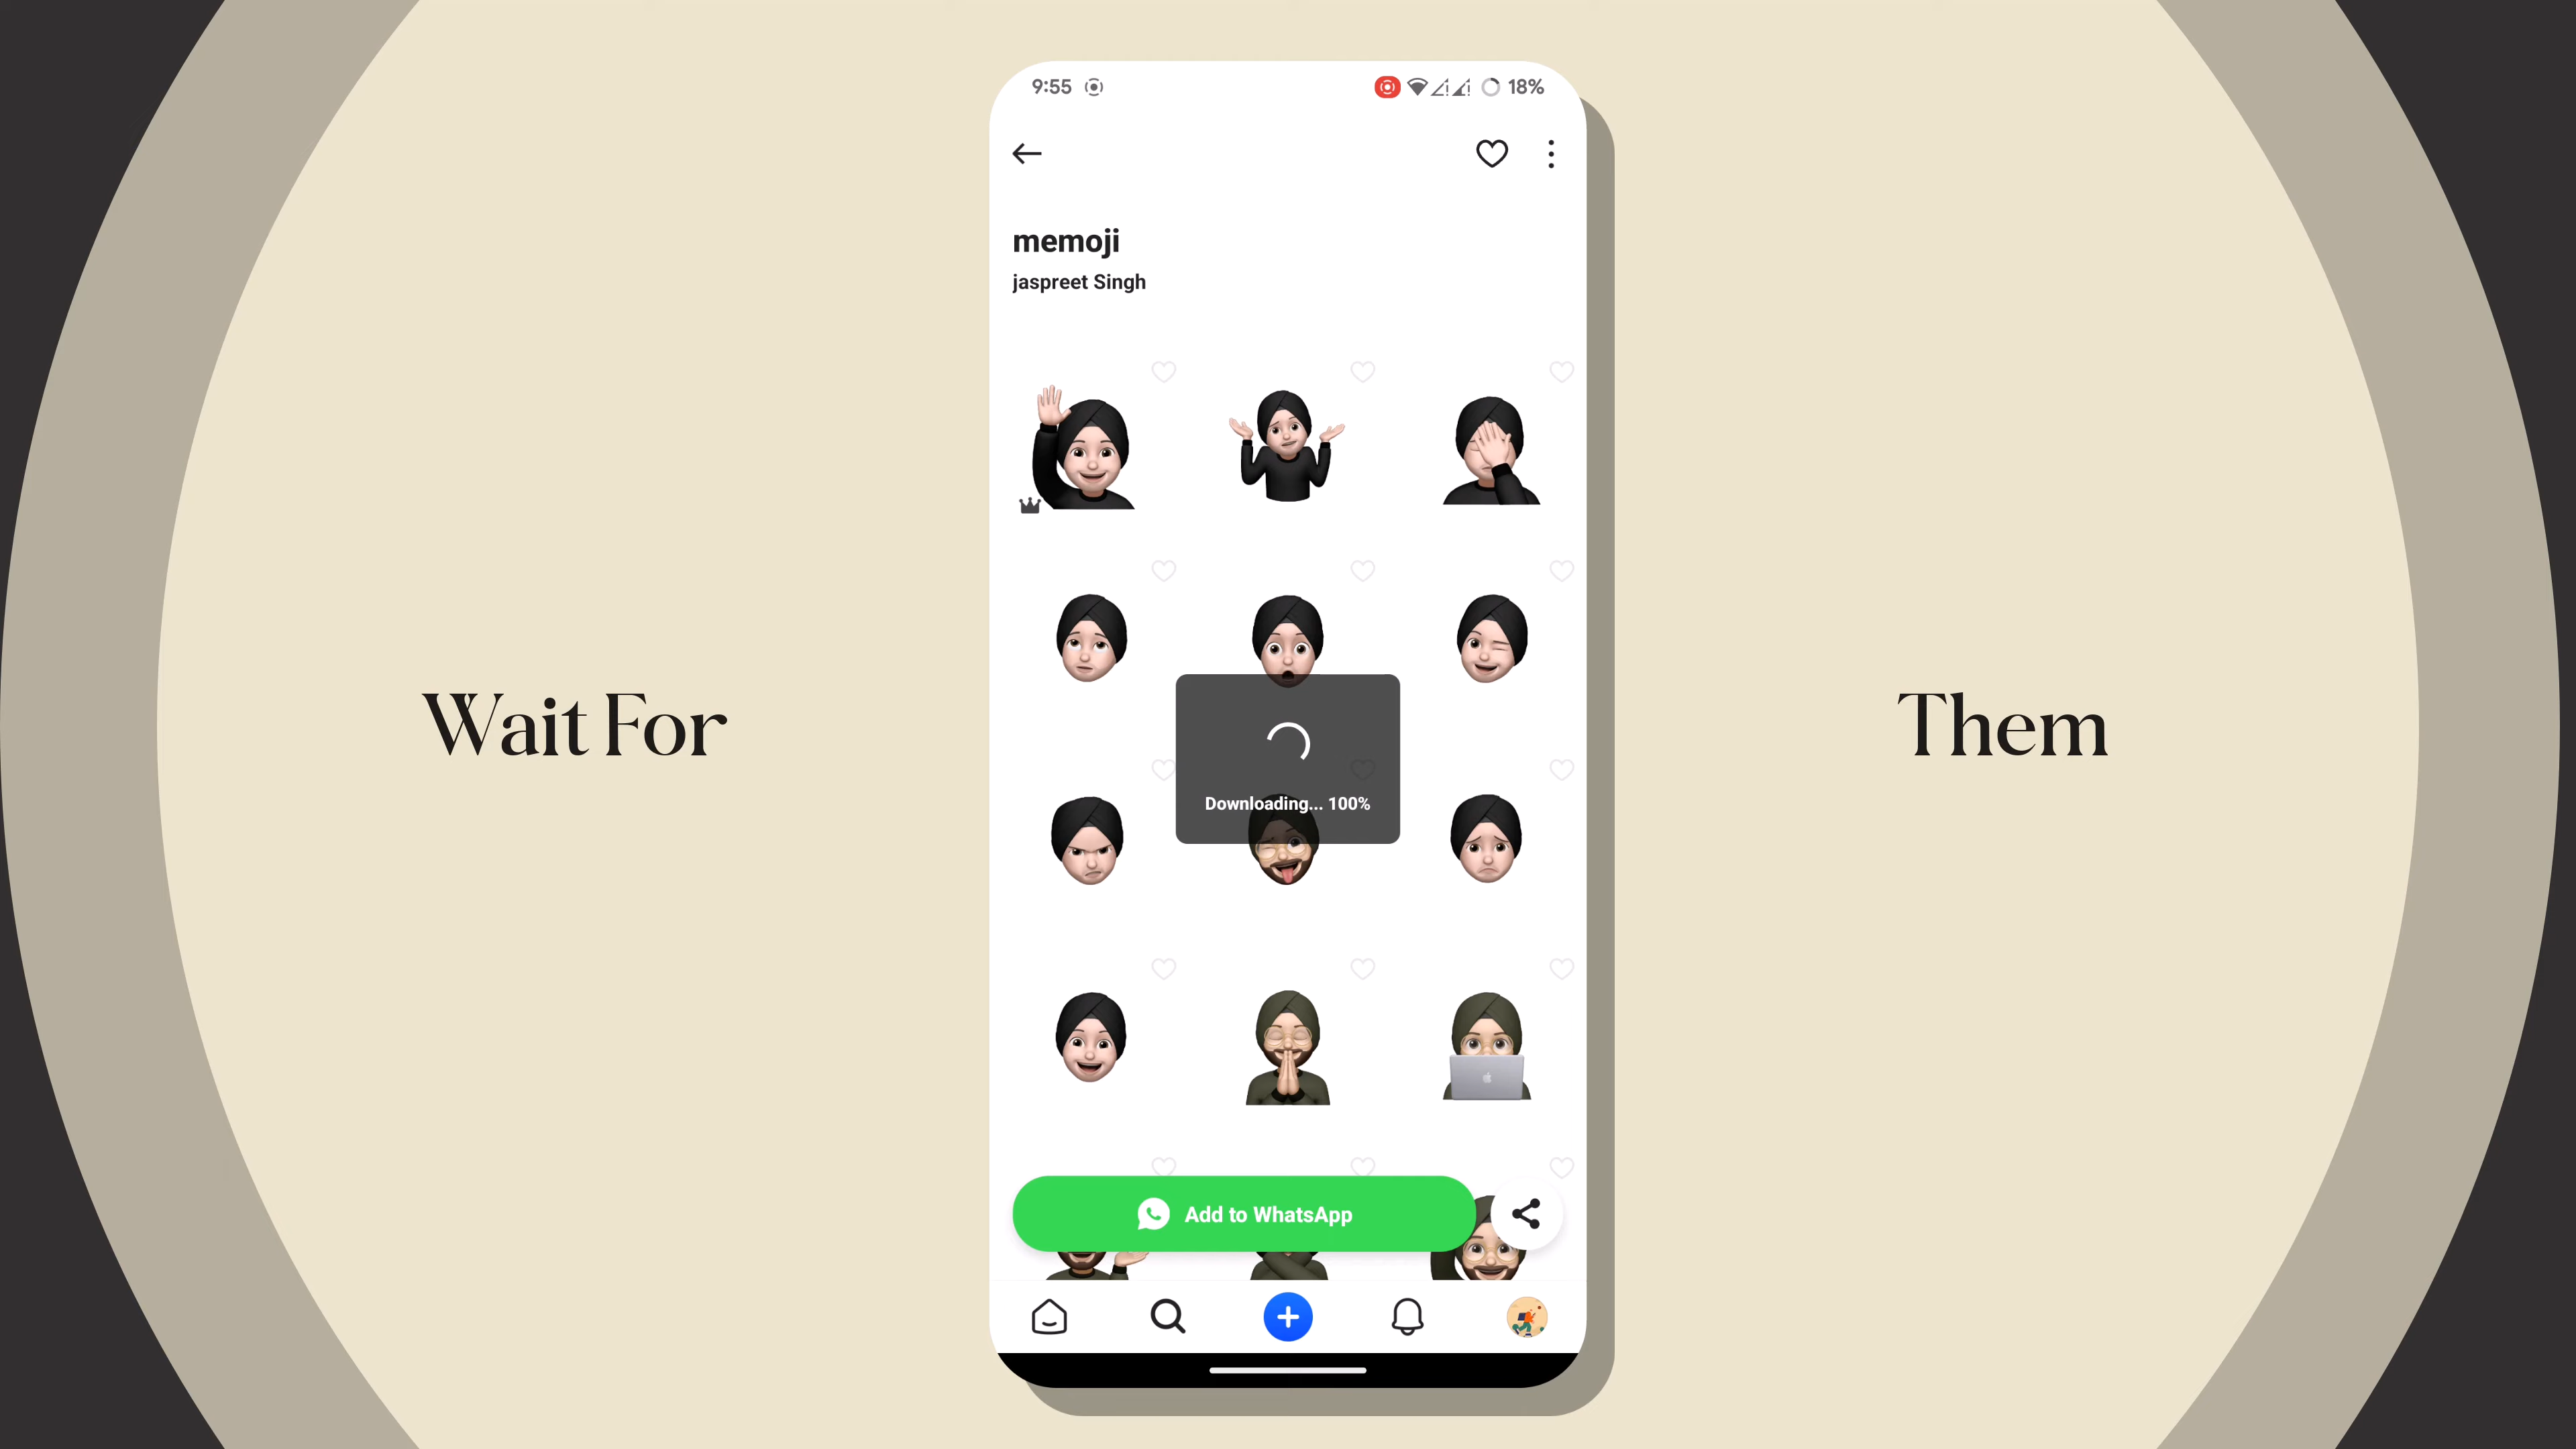 9:55
18%
memoji
jaspreet Singh
Wait For
Them
Downloading... 100%
Add to WhatsApp